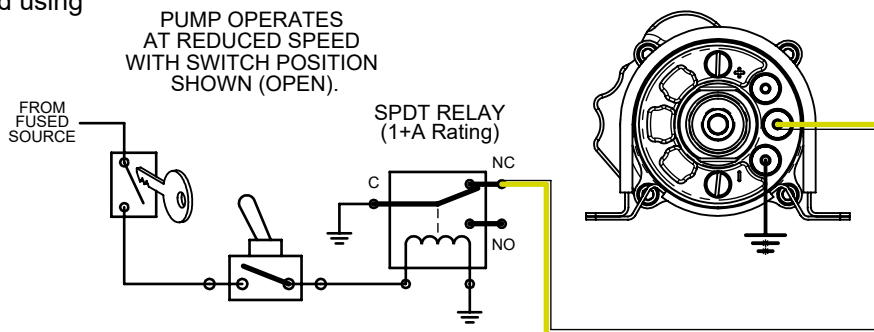 d using
PUMP OPERATES
AT REDUCED SPEED
WITH SWITCH POSITION
SHOWN (OPEN).
FROM
FUSED
SOURCE
SPDT RELAY
(1+A Rating)
C
NC
NO
+
-